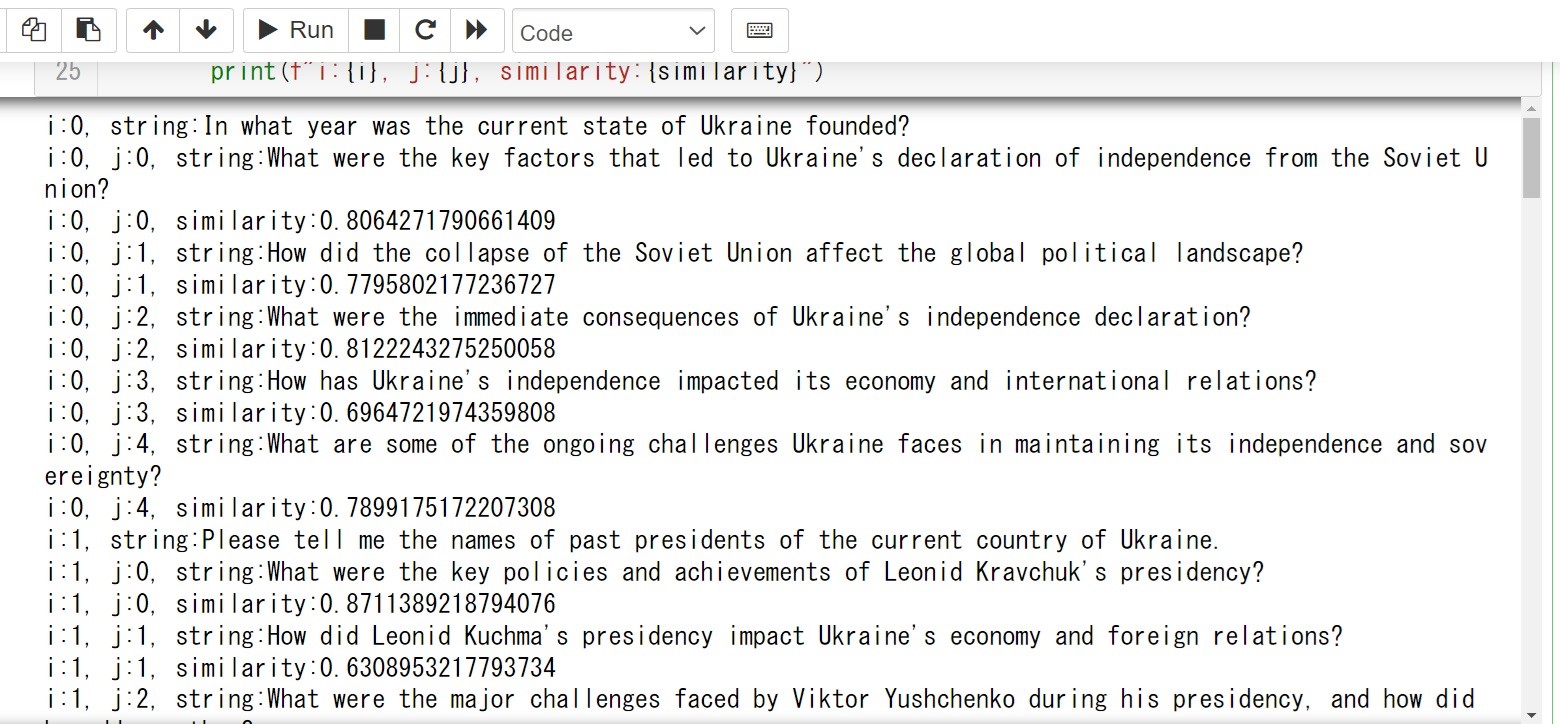 Run
Code
25 print(f"i:{i}, j:{j}, similarity:{similarity}")
i:0, string:In what year was the current state of Ukraine founded?
i:0, j:0, string:What were the key factors that led to Ukraine's declaration of independence from the Soviet U
nion?
i:0, j:0, similarity:0.8064271790661409
i:0, j:1, string:How did the collapse of the Soviet Union affect the global political landscape?
i:0, j:1, similarity:0.7795802177236727
i:0, j:2, string:What were the immediate consequences of Ukraine's independence declaration?
i:0, j:2, similarity:0.8122243275250058
i:0, j:3, string:How has Ukraine's independence impacted its economy and international relations?
i:0, j:3, similarity:0.6964721974359808
i:0, j:4, string:What are some of the ongoing challenges Ukraine faces in maintaining its independence and sov
ereignty?
i:0, j:4, similarity:0.7899175172207308
i:1, string:Please tell me the names of past presidents of the current country of Ukraine.
i:1, j:0, string:What were the key policies and achievements of Leonid Kravchuk's presidency?
i:1, j:0, similarity:0.8711389218794076
i:1, j:1, string:How did Leonid Kuchma's presidency impact Ukraine's economy and foreign relations?
i:1, j:1, similarity:0.6308953217793734
i:1, j:2, string:What were the major challenges faced by Viktor Yushchenko during his presidency, and how did